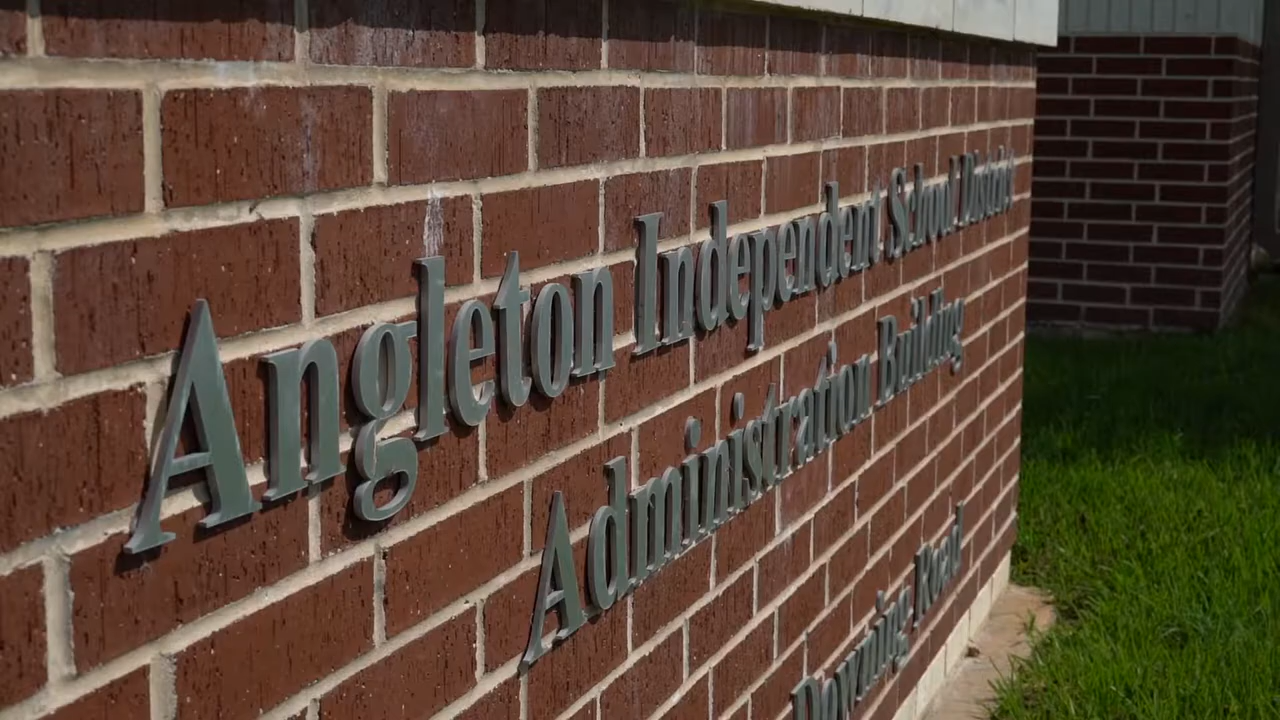 Angleton Independent School District
Administration Building
Downing Road